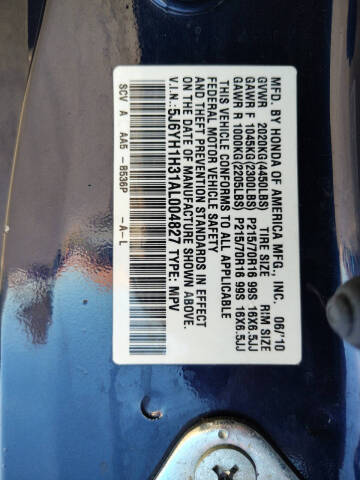 MFD. BY HONDA OF AMERICA MFG., INC. 06/10
GVWR 2020KG(4450LBS) TIRE SIZE RIM SIZE
GAWR F 1045KG(2300LBS) P215/70R16 99S 16X6.5JJ
GAWR R 1000KG(2205LBS) P215/70R16 99S 16X6.5JJ
THIS VEHICLE CONFORMS TO ALL APPLICABLE
FEDERAL MOTOR VEHICLE SAFETY
AND THEFT PREVENTION STANDARDS IN EFFECT
ON THE DATE OF MANUFACTURE SHOWN ABOVE.
V.I.N.: 5J6YH1H31AL004827 TYPE: MPV
SCV A AA5 - B536P - A - L